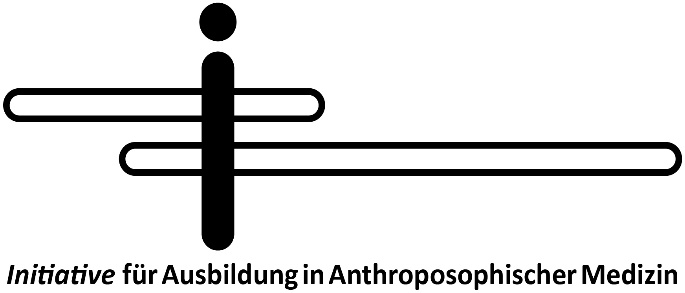 Initiative für Ausbildung in Anthroposophischer Medizin